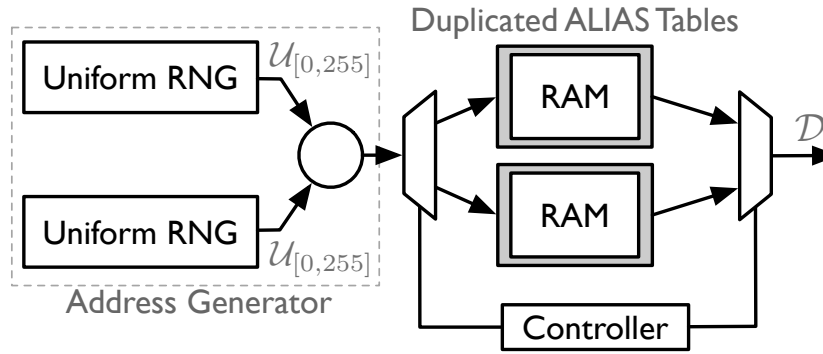 Duplicated ALIAS Tables
Uniform RNG
𝒰[0,255]
RAM
𝒟
Uniform RNG
𝒰[0,255]
RAM
Address Generator
Controller